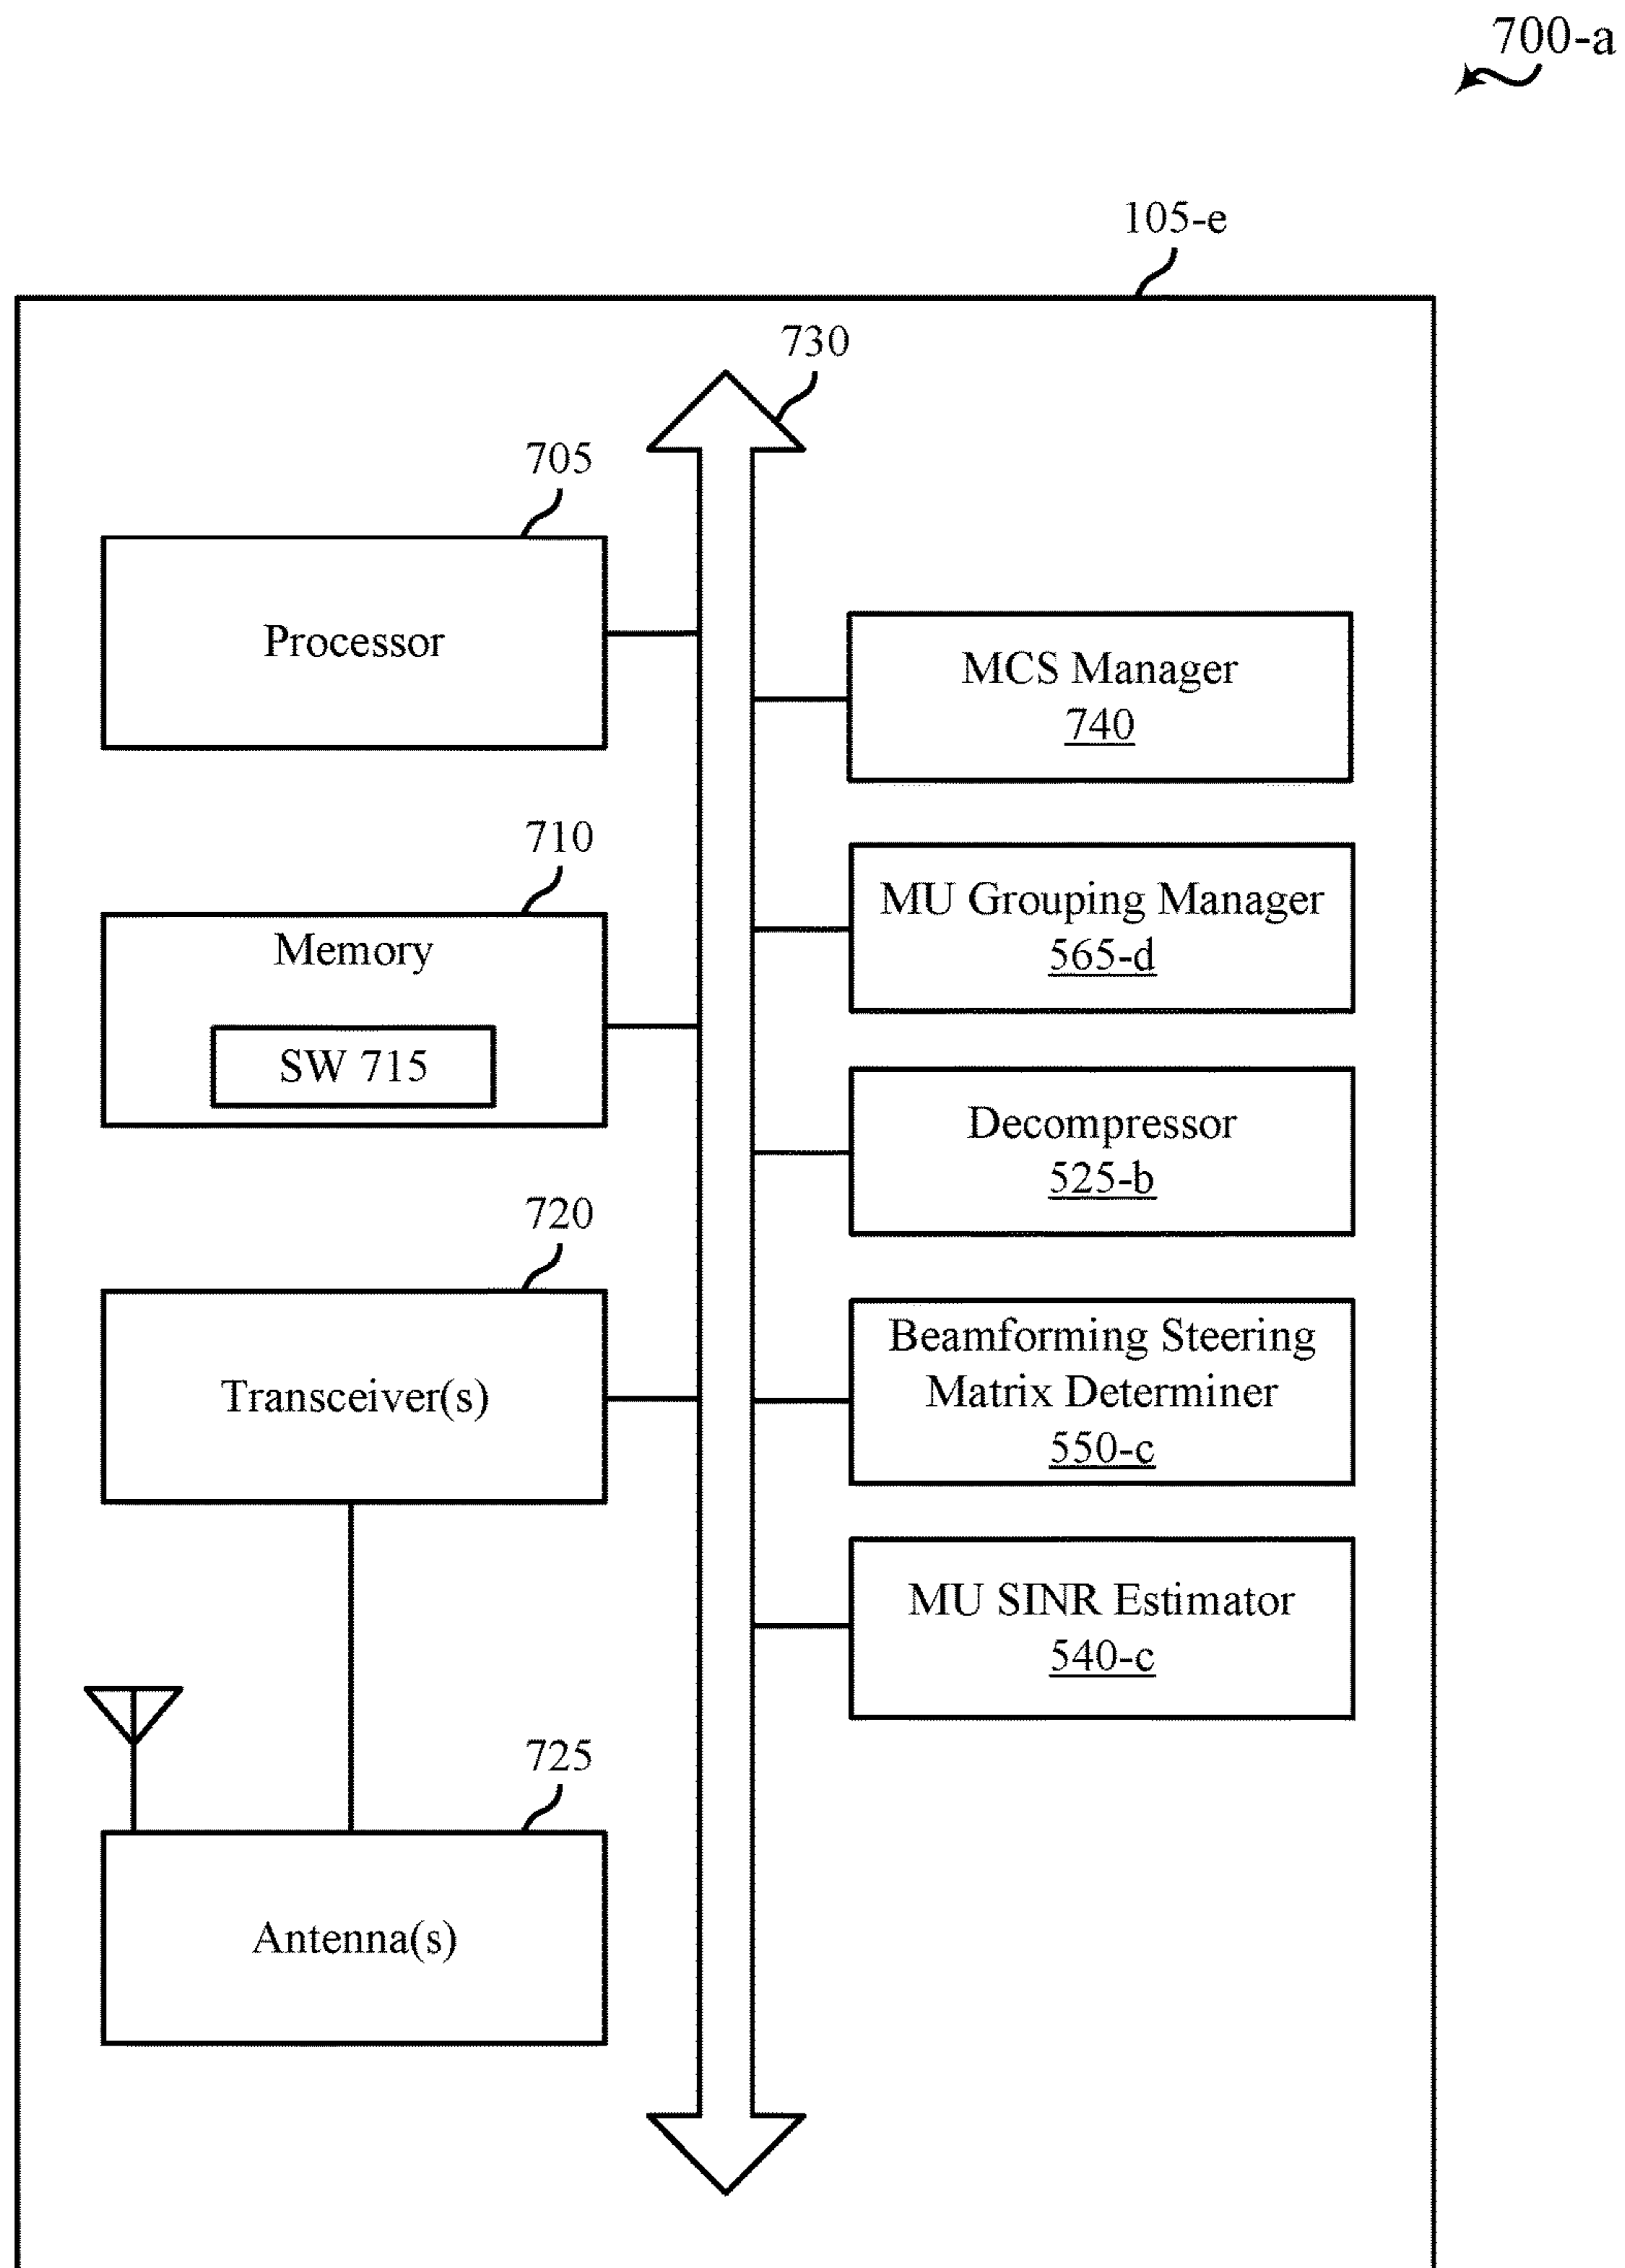 700-a
105-e
730
705
Processor
MCS Manager
740
710
Memory
SW 715
MU Grouping Manager
565-d
Decompressor
525-b
720
Transceiver(s)
Beamforming Steering
Matrix Determiner
550-c
MU SINR Estimator
540-c
725
Antenna(s)